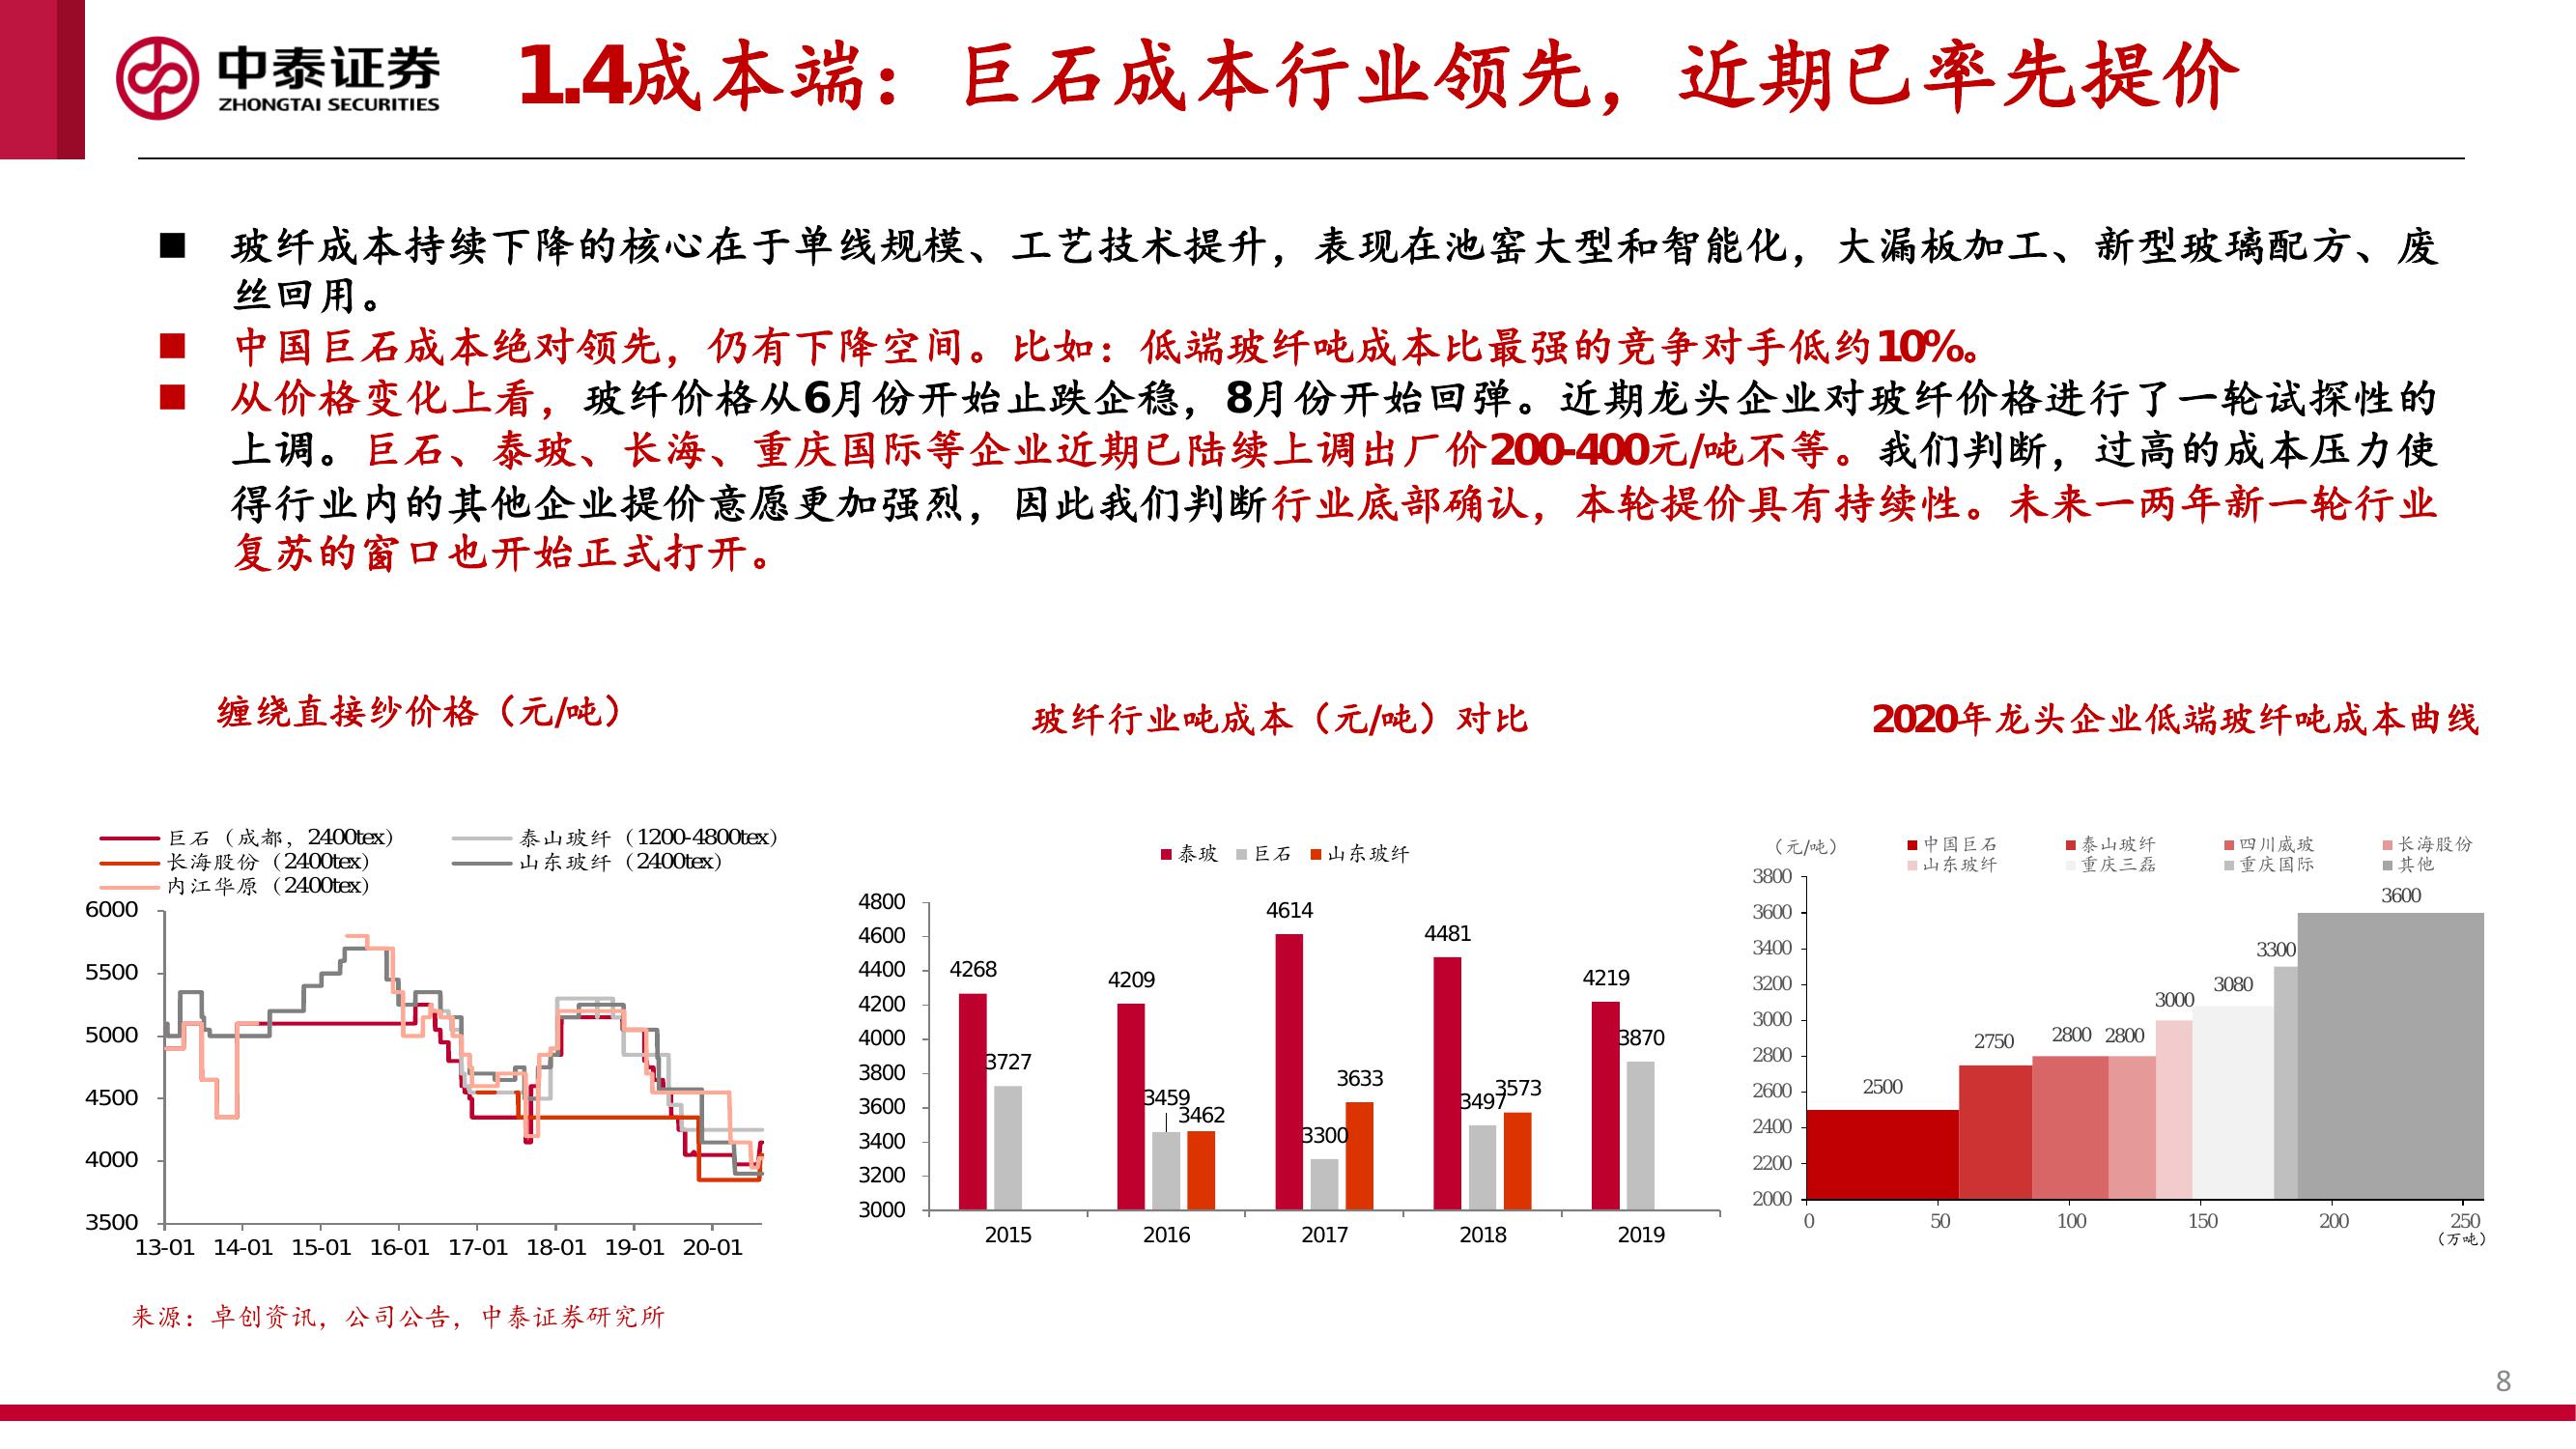 中泰证券
ZHONGTAI SECURITIES
1.4成本端：巨石成本行业领先，近期已率先提价
■ 玻纤成本持续下降的核心在于单线规模、工艺技术提升，表现在池窑大型和智能化，大漏板加工、新型玻璃配方、废
丝回用。
■ 中国巨石成本绝对领先，仍有下降空间。比如：低端玻纤吨成本比最强的竞争对手低约10%。
■ 从价格变化上看，玻纤价格从6月份开始止跌企稳，8月份开始回弹。近期龙头企业对玻纤价格进行了一轮试探性的
上调。巨石、泰玻、长海、重庆国际等企业近期已陆续上调出厂价200-400元/吨不等。我们判断，过高的成本压力使
得行业内的其他企业提价意愿更加强烈，因此我们判断行业底部确认，本轮提价具有持续性。未来一两年新一轮行业
复苏的窗口也开始正式打开。
缠绕直接纱价格（元/吨）
巨石（成都，2400tex） 泰山玻纤（1200-4800tex）
长海股份（2400tex） 山东玻纤（2400tex）
内江华原（2400tex）
6000
5500
5000
4500
4000
3500
13-01 14-01 15-01 16-01 17-01 18-01 19-01 20-01
玻纤行业吨成本（元/吨）对比
泰玻 巨石 山东玻纤
4800
4600
4400
4200
4000
3800
3600
3400
3200
3000
4268 3727
4209 3459 3462
4614 3300 3633
4481 3497 3573
4219 3870
2015 2016 2017 2018 2019
2020年龙头企业低端玻纤吨成本曲线
（元/吨）
中国巨石 泰山玻纤 四川威玻 长海股份
山东玻纤 重庆三磊 重庆国际 其他
3800
3600
3400
3200
3000
2800
2600
2400
2200
2000
2500 2750 2800 2800 3000 3080 3300 3600
0 50 100 150 200 250
（万吨）
来源：卓创资讯，公司公告，中泰证券研究所
8